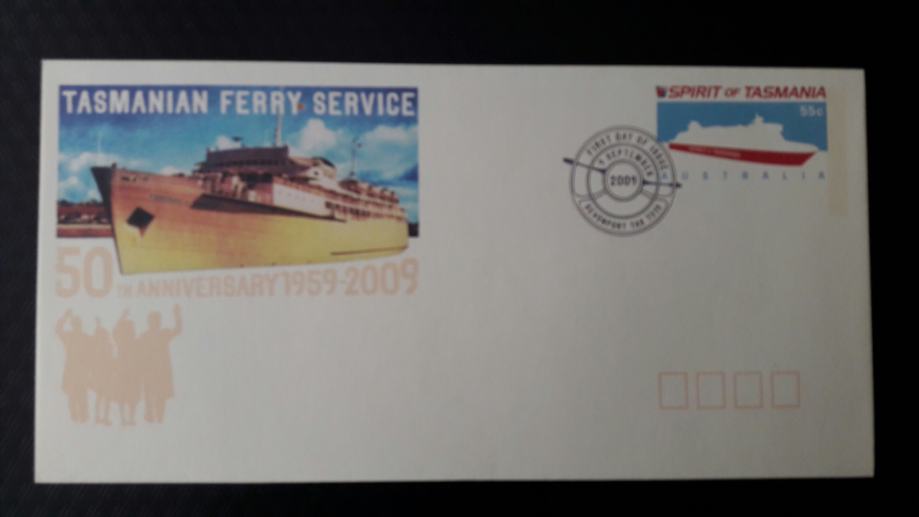 TASMANIAN FERRY SERVICE
50TH ANNIVERSARY 1959-2009
SPIRIT OF TASMANIA
55c
AUSTRALIA
FIRST DAY OF ISSUE
SEPTEMBER
2009
DEVONPORT TAS 7310